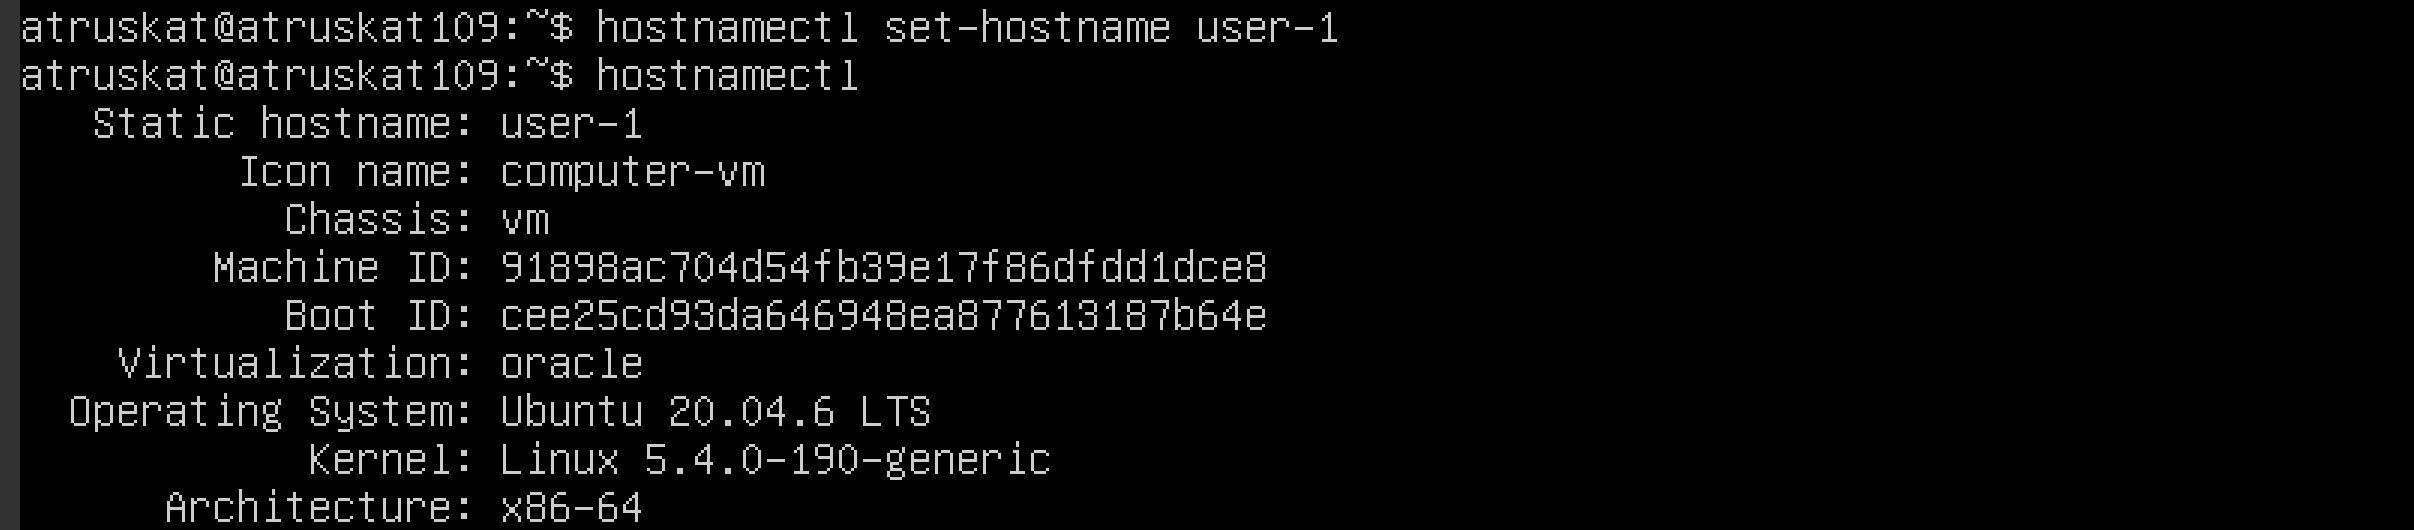 atruskat@atruskat109:~$ hostnamectl set-hostname user-1
atruskat@atruskat109:~$ hostnamectl
Static hostname: user-1
Icon name: computer-vm
Chassis: vm
Machine ID: 91898ac704d54fb39e17f86dfdd1dce8
Boot ID: cee25cd93da646948ea877613187b64e
Virtualization: oracle
Operating System: Ubuntu 20.04.6 LTS
Kernel: Linux 5.4.0-190-generic
Architecture: x86-64